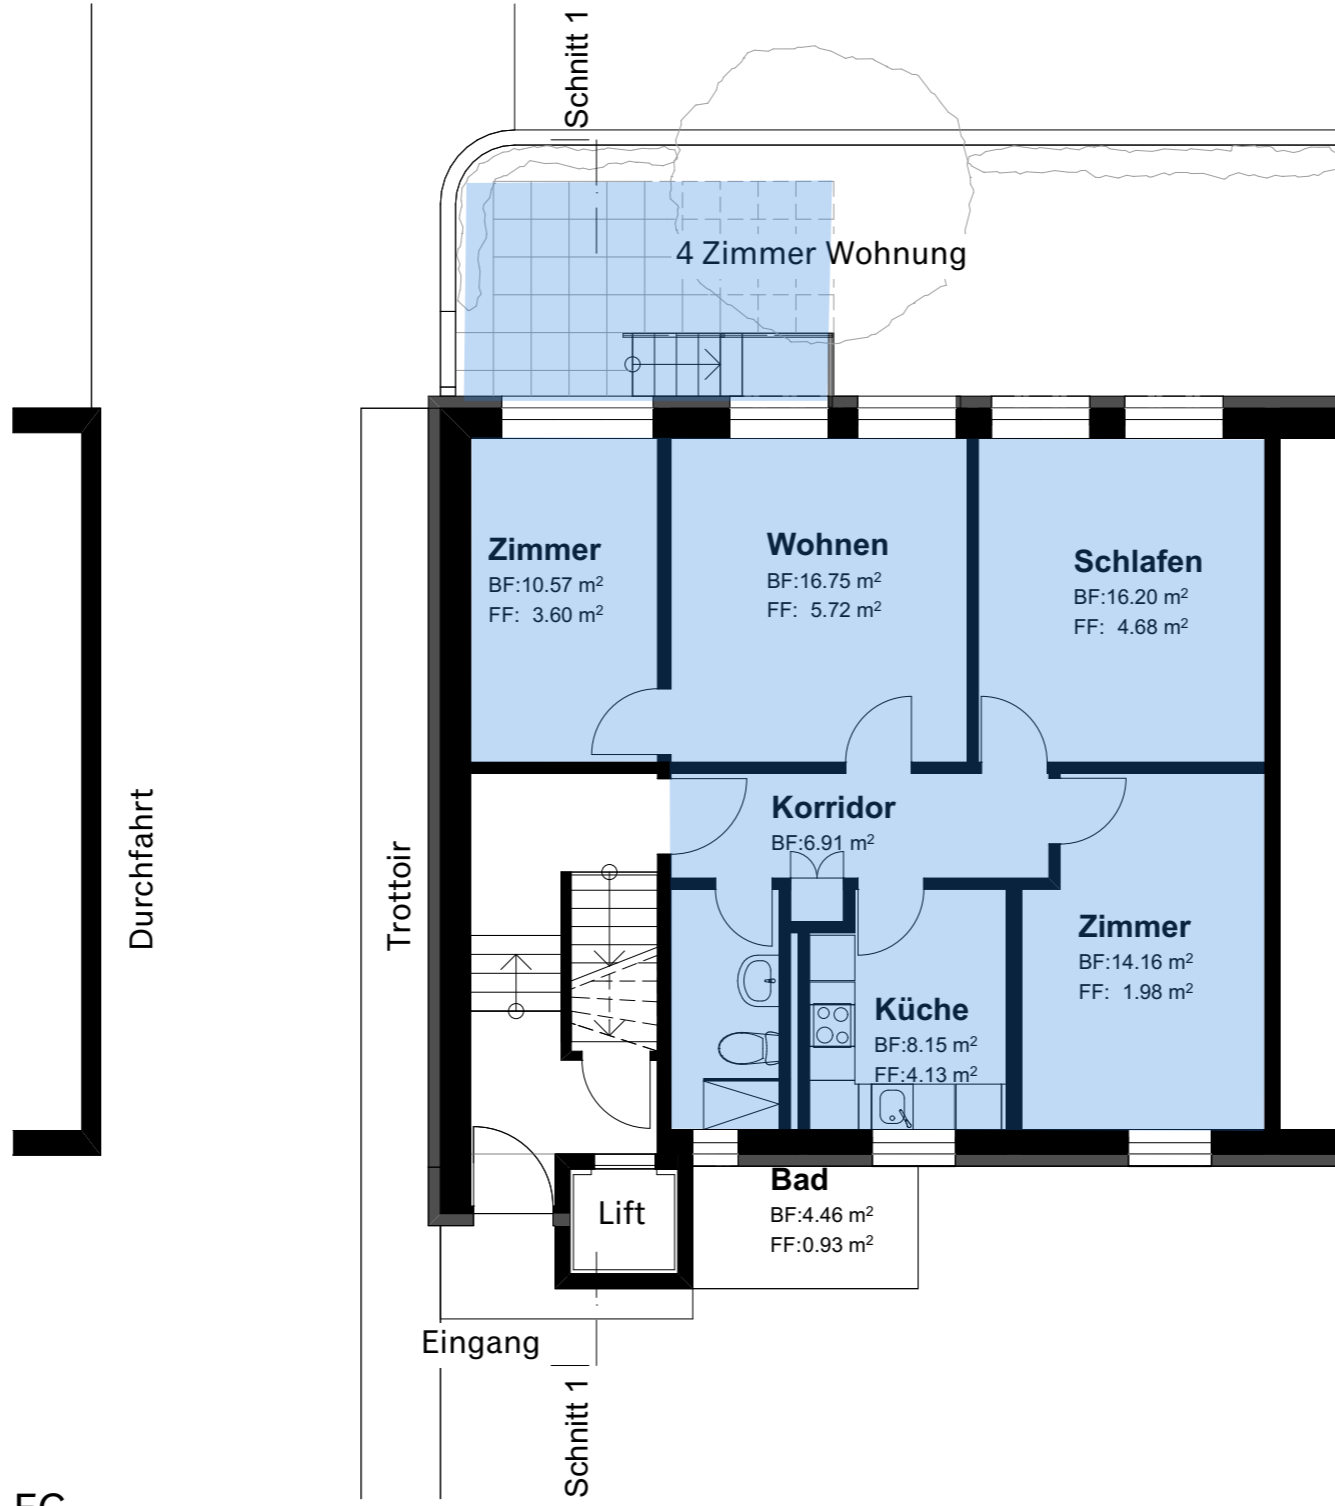 Schnitt 1
4 Zimmer Wohnung
Zimmer
BF:10.57 m²
FF: 3.60 m²
Wohnen
BF:16.75 m²
FF: 5.72 m²
Schlafen
BF:16.20 m²
FF: 4.68 m²
Durchfahrt
Trottoir
Korridor
BF:6.91 m²
Zimmer
BF:14.16 m²
FF: 1.98 m²
Küche
BF:8.15 m²
FF:4.13 m²
Bad
BF:4.46 m²
FF:0.93 m²
Lift
Eingang
Schnitt 1